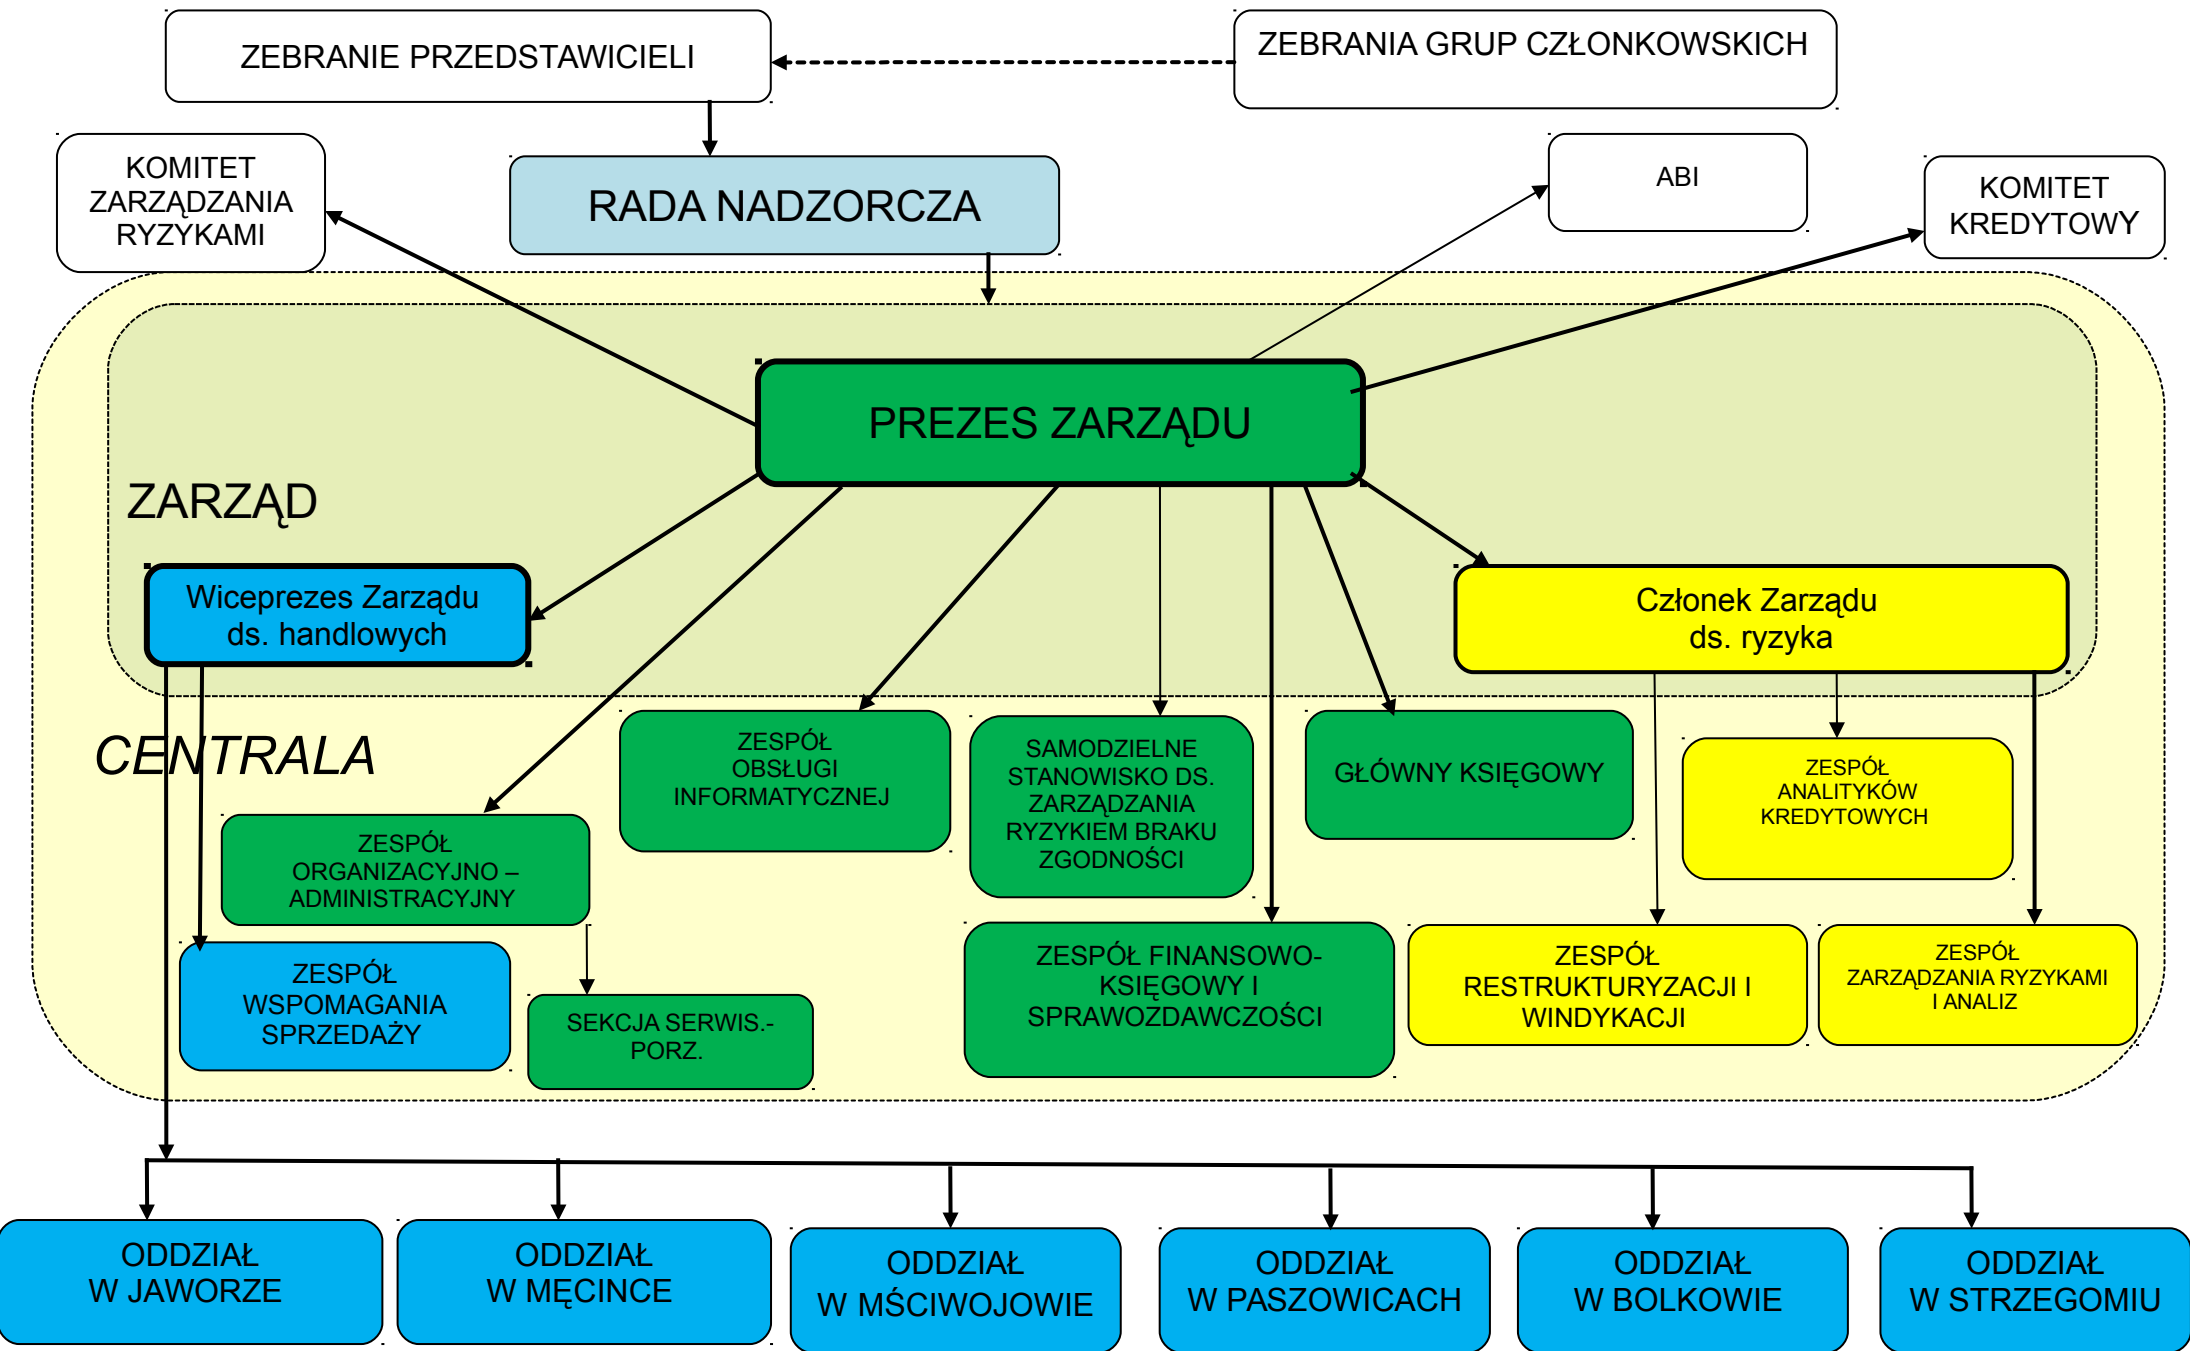 ZEBRANIE PRZEDSTAWICIELI
ZEBRANIA GRUP CZŁONKOWSKICH
KOMITET
ZARZĄDZANIA
RYZYKAMI
RADA NADZORCZA
ABI
KOMITET
KREDYTOWY
PREZES ZARZĄDU
ZARZĄD
Wiceprezes Zarządu
ds. handlowych
Członek Zarządu
ds. ryzyka
CENTRALA
ZESPÓŁ
OBSŁUGI
INFORMATYCZNEJ
SAMODZIELNE
STANOWISKO DS.
ZARZĄDZANIA
RYZYKIEM BRAKU
ZGODNOŚCI
GŁÓWNY KSIĘGOWY
ZESPÓŁ
ANALITYKÓW
KREDYTOWYCH
ZESPÓŁ
ORGANIZACYJNO –
ADMINISTRACYJNY
ZESPÓŁ
WSPOMAGANIA
SPRZEDAŻY
SEKCJA SERWIS.-
PORZ.
ZESPÓŁ FINANSOWO-
KSIĘGOWY I
SPRAWOZDAWCZOŚCI
ZESPÓŁ
RESTRUKTURYZACJI I
WINDYKACJI
ZESPÓŁ
ZARZĄDZANIA RYZYKAMI
I ANALIZ
ODDZIAŁ
W JAWORZE
ODDZIAŁ
W MĘCINCE
ODDZIAŁ
W MŚCIWOJOWIE
ODDZIAŁ
W PASZOWICACH
ODDZIAŁ
W BOLKOWIE
ODDZIAŁ
W STRZEGOMIU